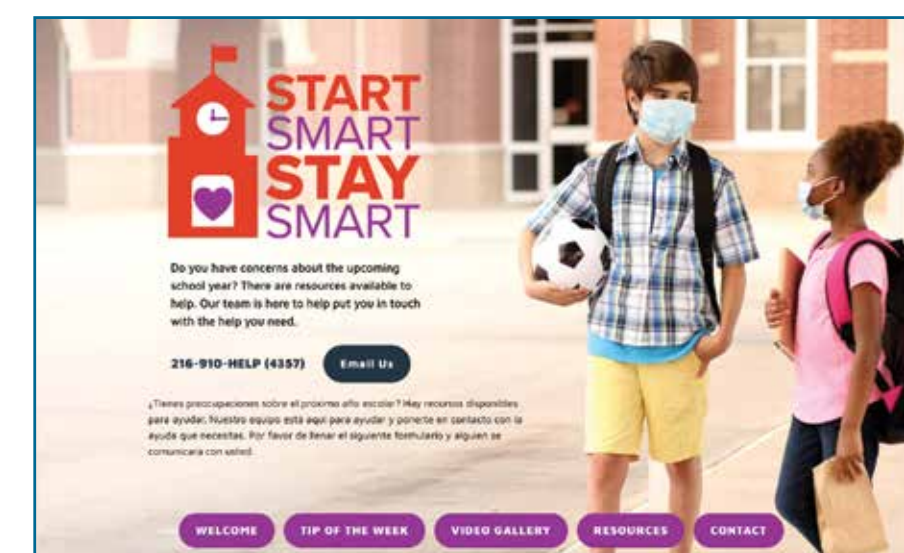 START
SMART
STAY
SMART
Do you have concerns about the upcoming
school year? There are resources available to
help. Our team is here to help put you in touch
with the help you need.
216-910-HELP (4357)
Email Us
¿Tienes preocupaciones sobre el próximo año escolar? Hay recursos disponibles
para ayudar. Nuestro equipo está aquí para ayudar y ponerte en contacto con la
ayuda que necesitas. Por favor de llenar el siguiente formulario y alguien se
comunicara con usted.
WELCOME
TIP OF THE WEEK
VIDEO GALLERY
RESOURCES
CONTACT